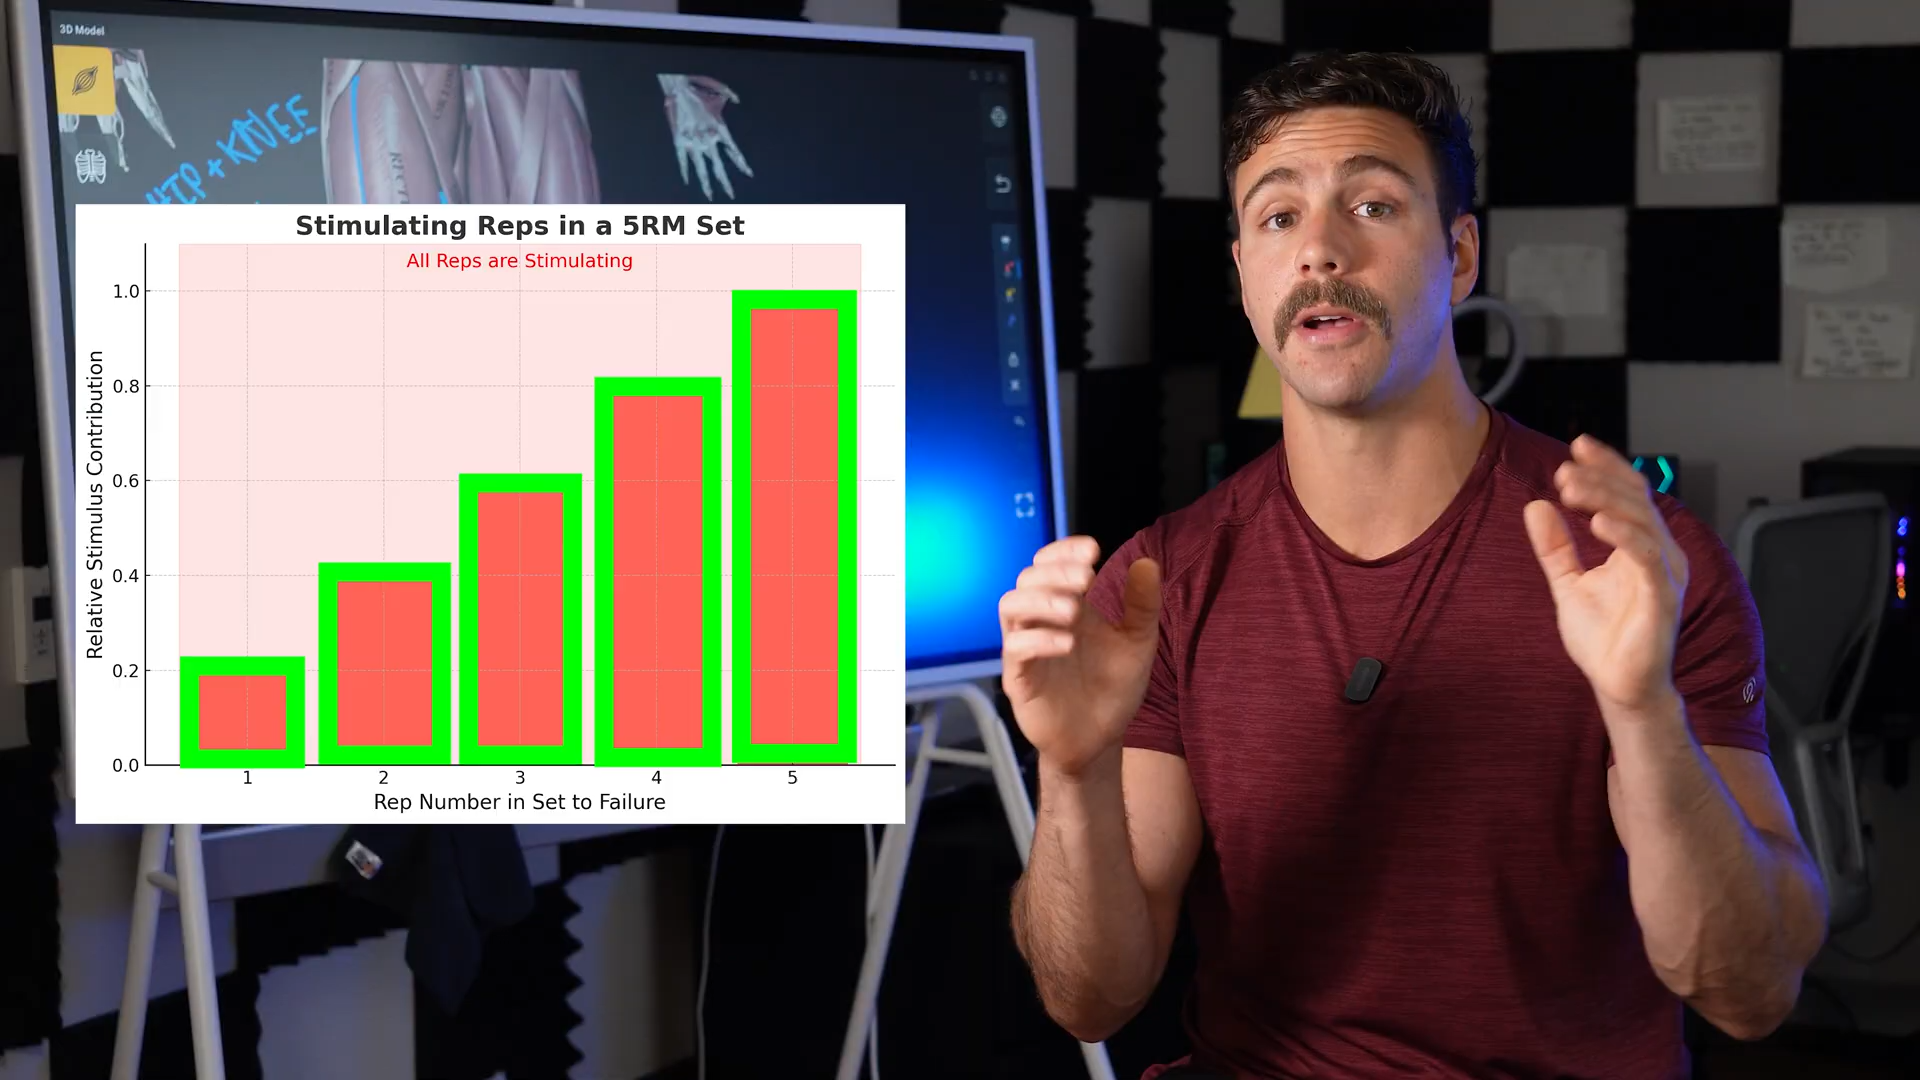 3D Model
HIP + KNEE
RECT
Stimulating Reps in a 5RM Set
All Reps are Stimulating
Relative Stimulus Contribution
1.0
0.8
0.6
0.4
0.2
0.0
1 2 3 4 5
Rep Number in Set to Failure